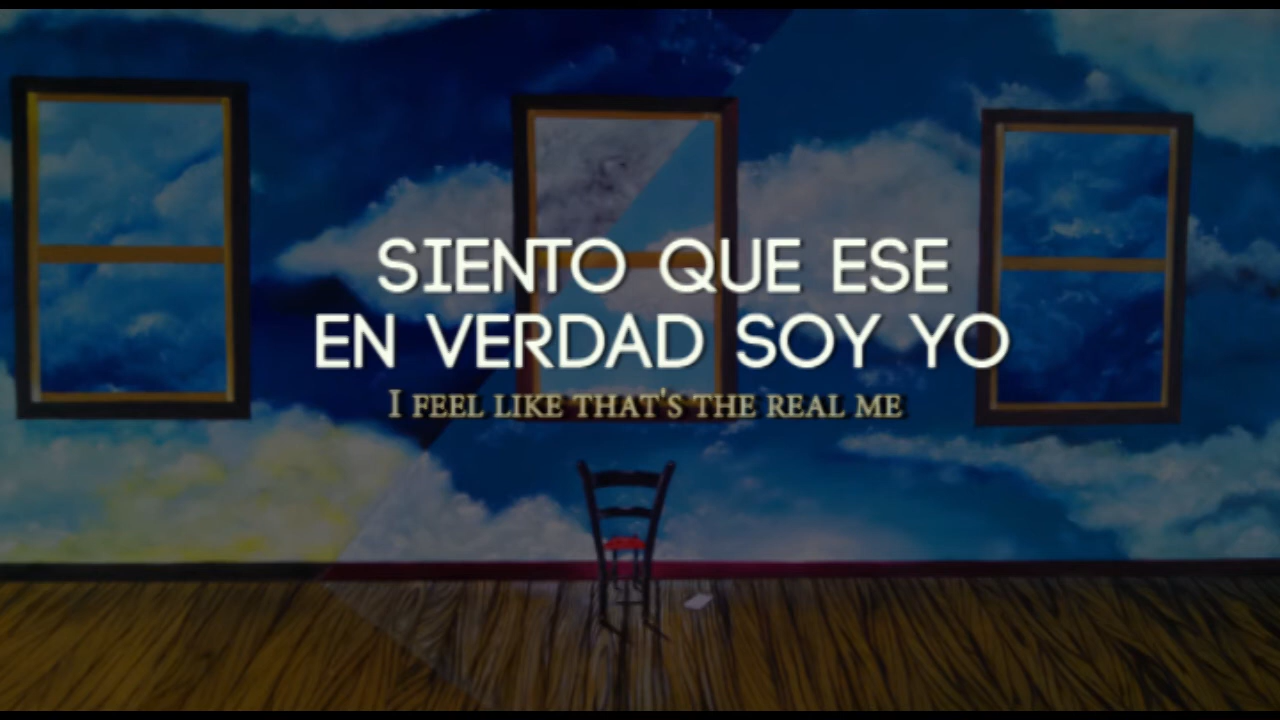 SIENTO QUE ESE
EN VERDAD SOY YO
I FEEL LIKE THAT'S THE REAL ME